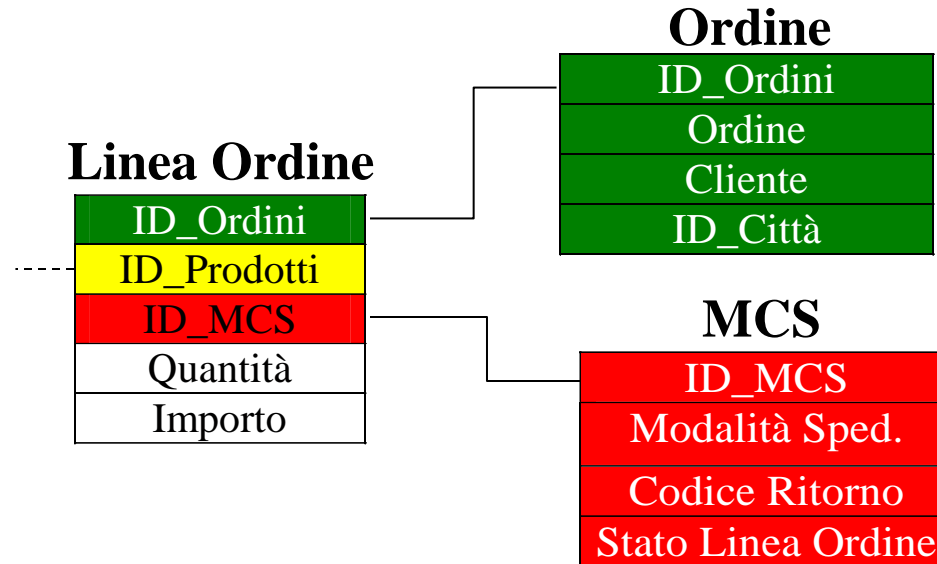 Ordine
ID_Ordini
Ordine
Cliente
ID_Città
Linea Ordine
ID_Ordini
ID_Prodotti
ID_MCS
Quantità
Importo
MCS
ID_MCS
Modalità Sped.
Codice Ritorno
Stato Linea Ordine